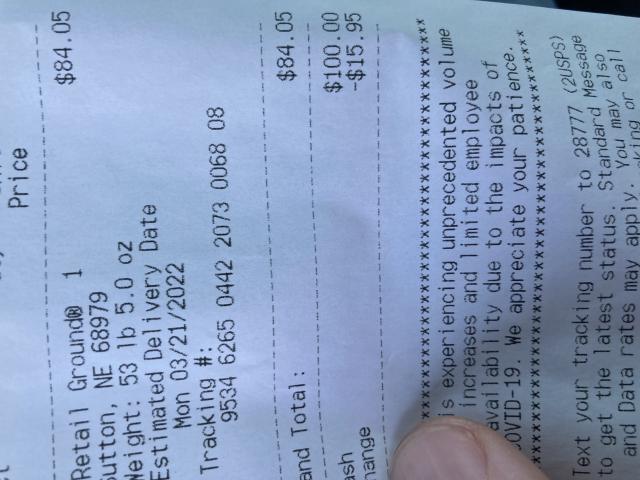 Price
Retail Ground® 1 $84.05
Sutton, NE 68979
Weight: 53 lb 5.0 oz
Estimated Delivery Date
Mon 03/21/2022
Tracking #:
9534 6265 0442 2073 0068 08
and Total: $84.05
ash $100.00
hange -$15.95
************************************
is experiencing unprecedented volume
increases and limited employee
availability due to the impacts of
OVID-19. We appreciate your patience.
************************************
Text your tracking number to 28777 (2USPS)
to get the latest status. Standard Message
and Data rates may apply. You may also
or call